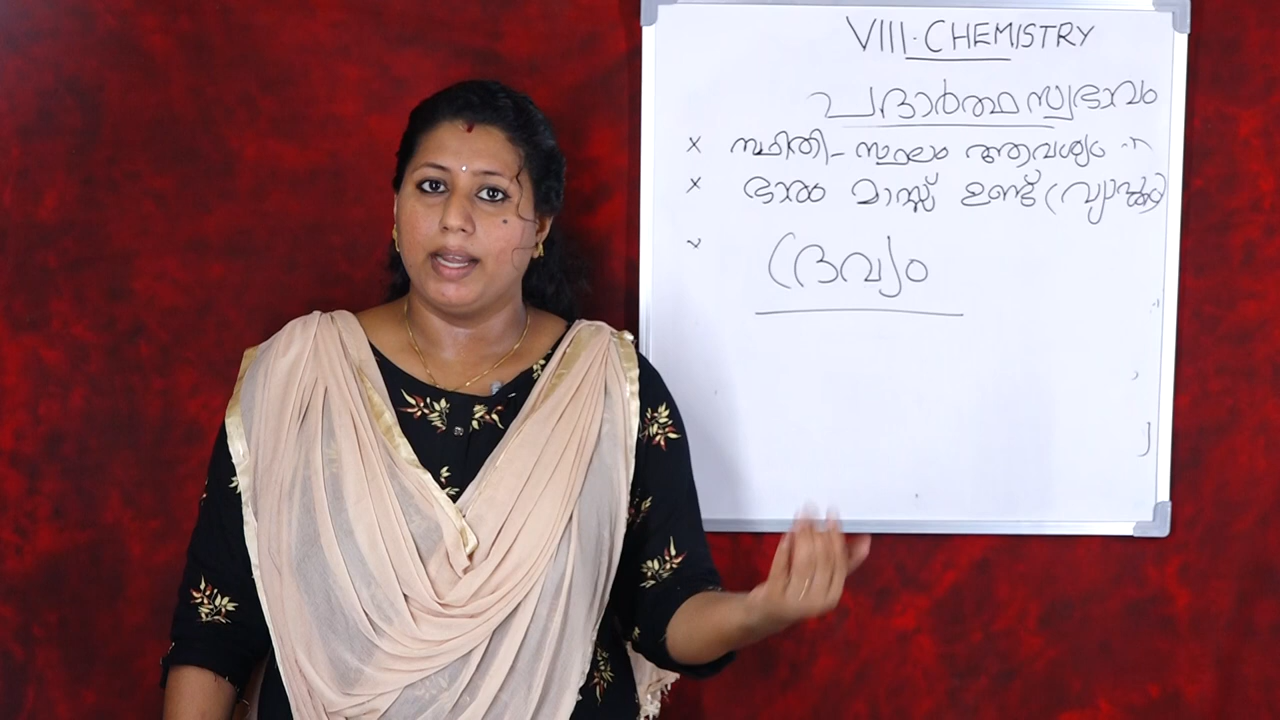 VIII. CHEMISTRY
പദാർത്ഥസ്വഭാവം
x സ്ഥിതി - സ്ഥലം ആവശ്യം
x ഭാരം മാസ്സ് ഉണ്ട്
x ദ്രവ്യം